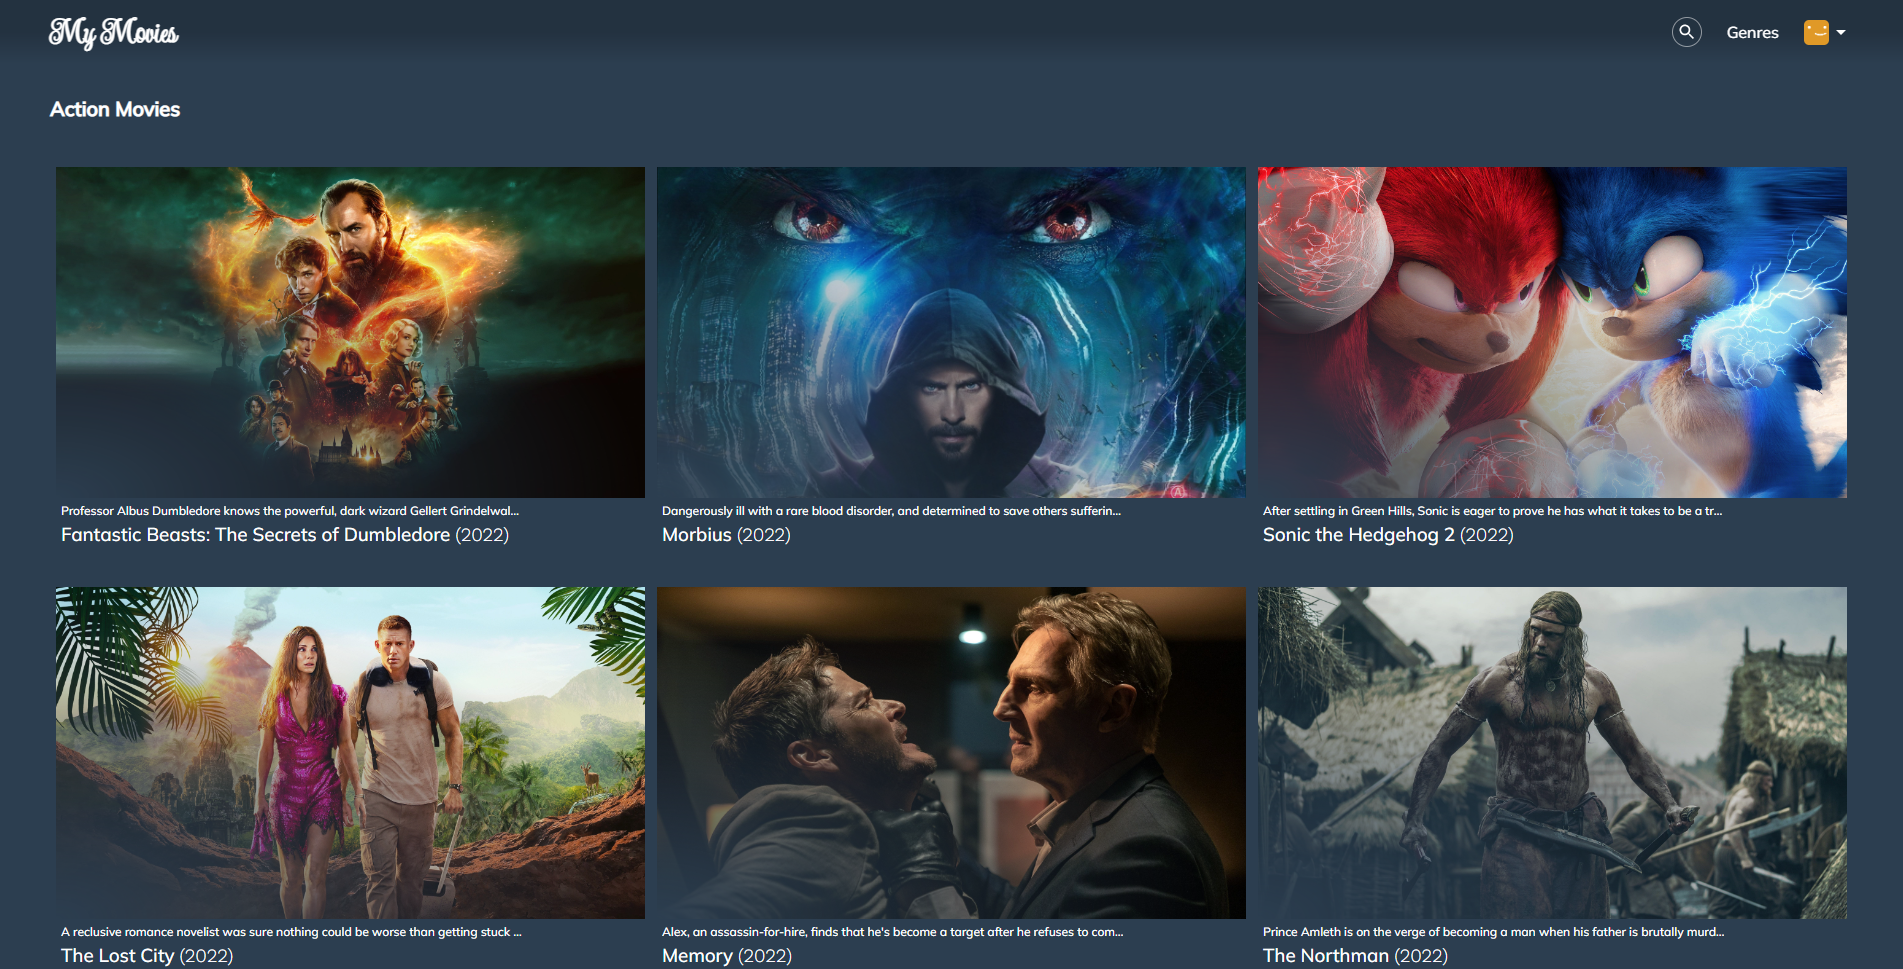 My Movies
Genres
Action Movies
Professor Albus Dumbledore knows the powerful, dark wizard Gellert Grindelwal...
Fantastic Beasts: The Secrets of Dumbledore (2022)
Dangerously ill with a rare blood disorder, and determined to save others sufferin...
Morbius (2022)
After settling in Green Hills, Sonic is eager to prove he has what it takes to be a tr...
Sonic the Hedgehog 2 (2022)
A reclusive romance novelist was sure nothing could be worse than getting stuck ...
The Lost City (2022)
Alex, an assassin-for-hire, finds that he's become a target after he refuses to com...
Memory (2022)
Prince Amleth is on the verge of becoming a man when his father is brutally murd...
The Northman (2022)